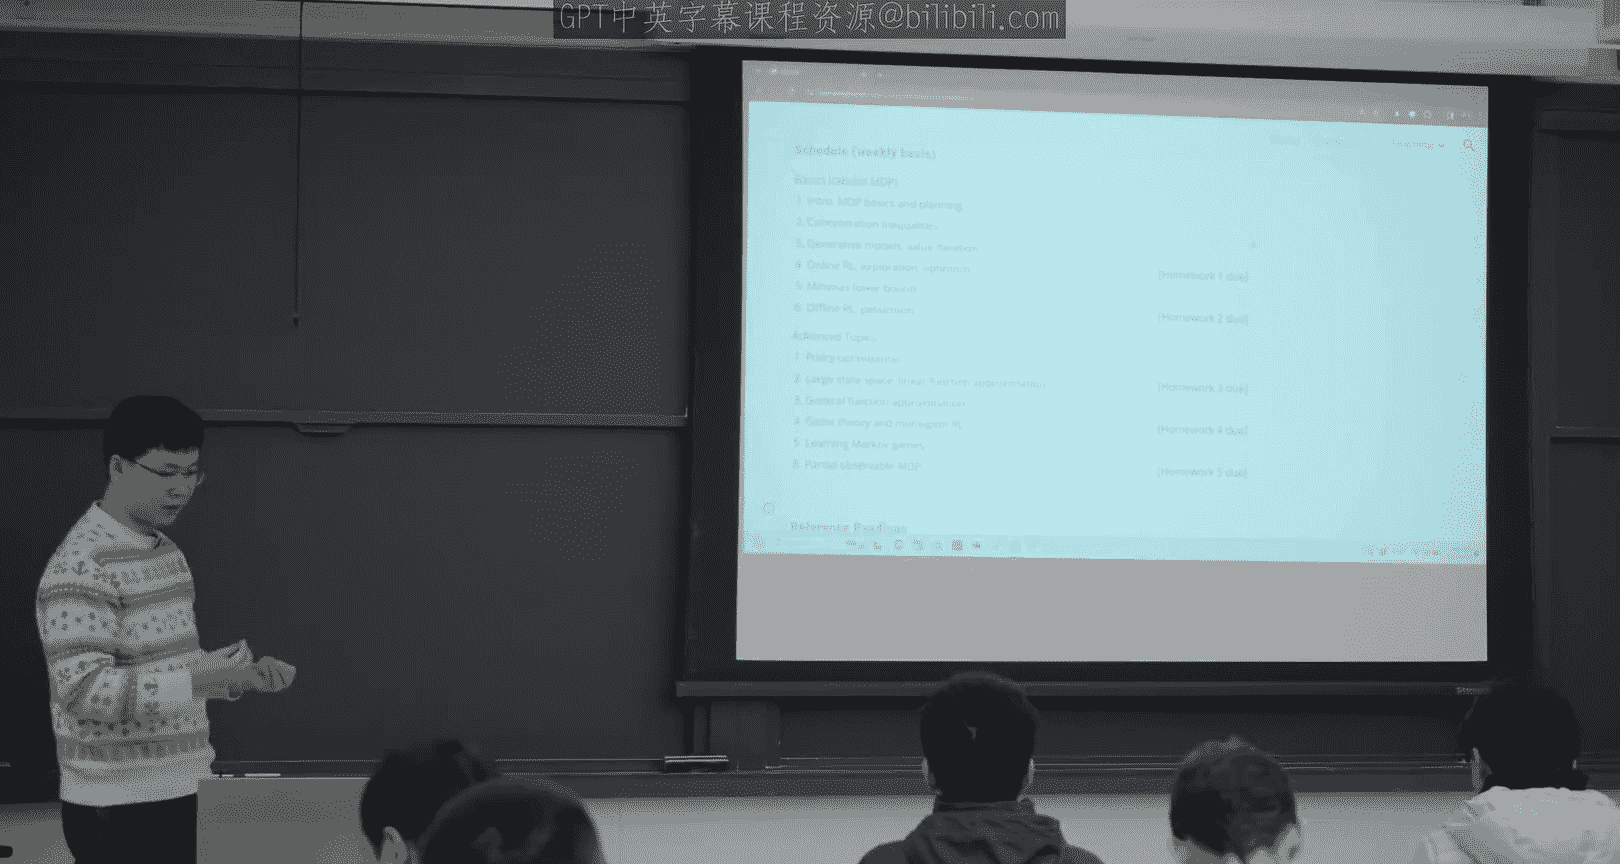 GPT中英字幕课程资源@bilibili.com
Schedule (weekly basis)
Basics (tabular MDP)
1. Intro, MDP basics and planning
2. Concentration inequalities
3. Generative models, value iteration
4. Online RL, exploration, optimism
[Homework 1 due]
5. Minimax lower bound
6. Offline RL, pessimism
[Homework 2 due]
Advanced Topics
1. Policy optimization
2. Large state space, linear function approximation
[Homework 3 due]
3. General function approximation
4. Game theory and multiagent RL
[Homework 4 due]
5. Learning Markov games
6. Partial observable MDP
[Homework 5 due]
Reference Readings